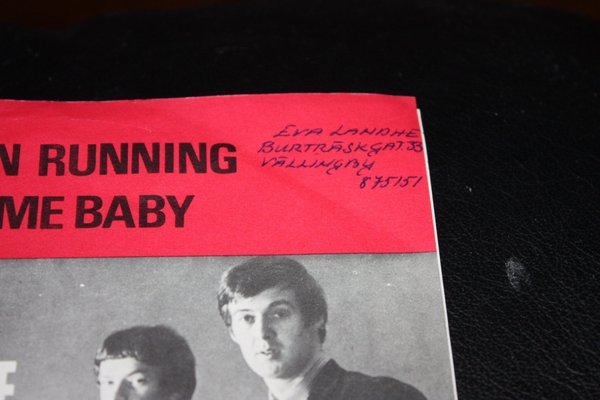 N RUNNING
ME BABY
EVA LANDHE
BURTRÄSKGAT. 33
VÄLLINGBY
875151
E